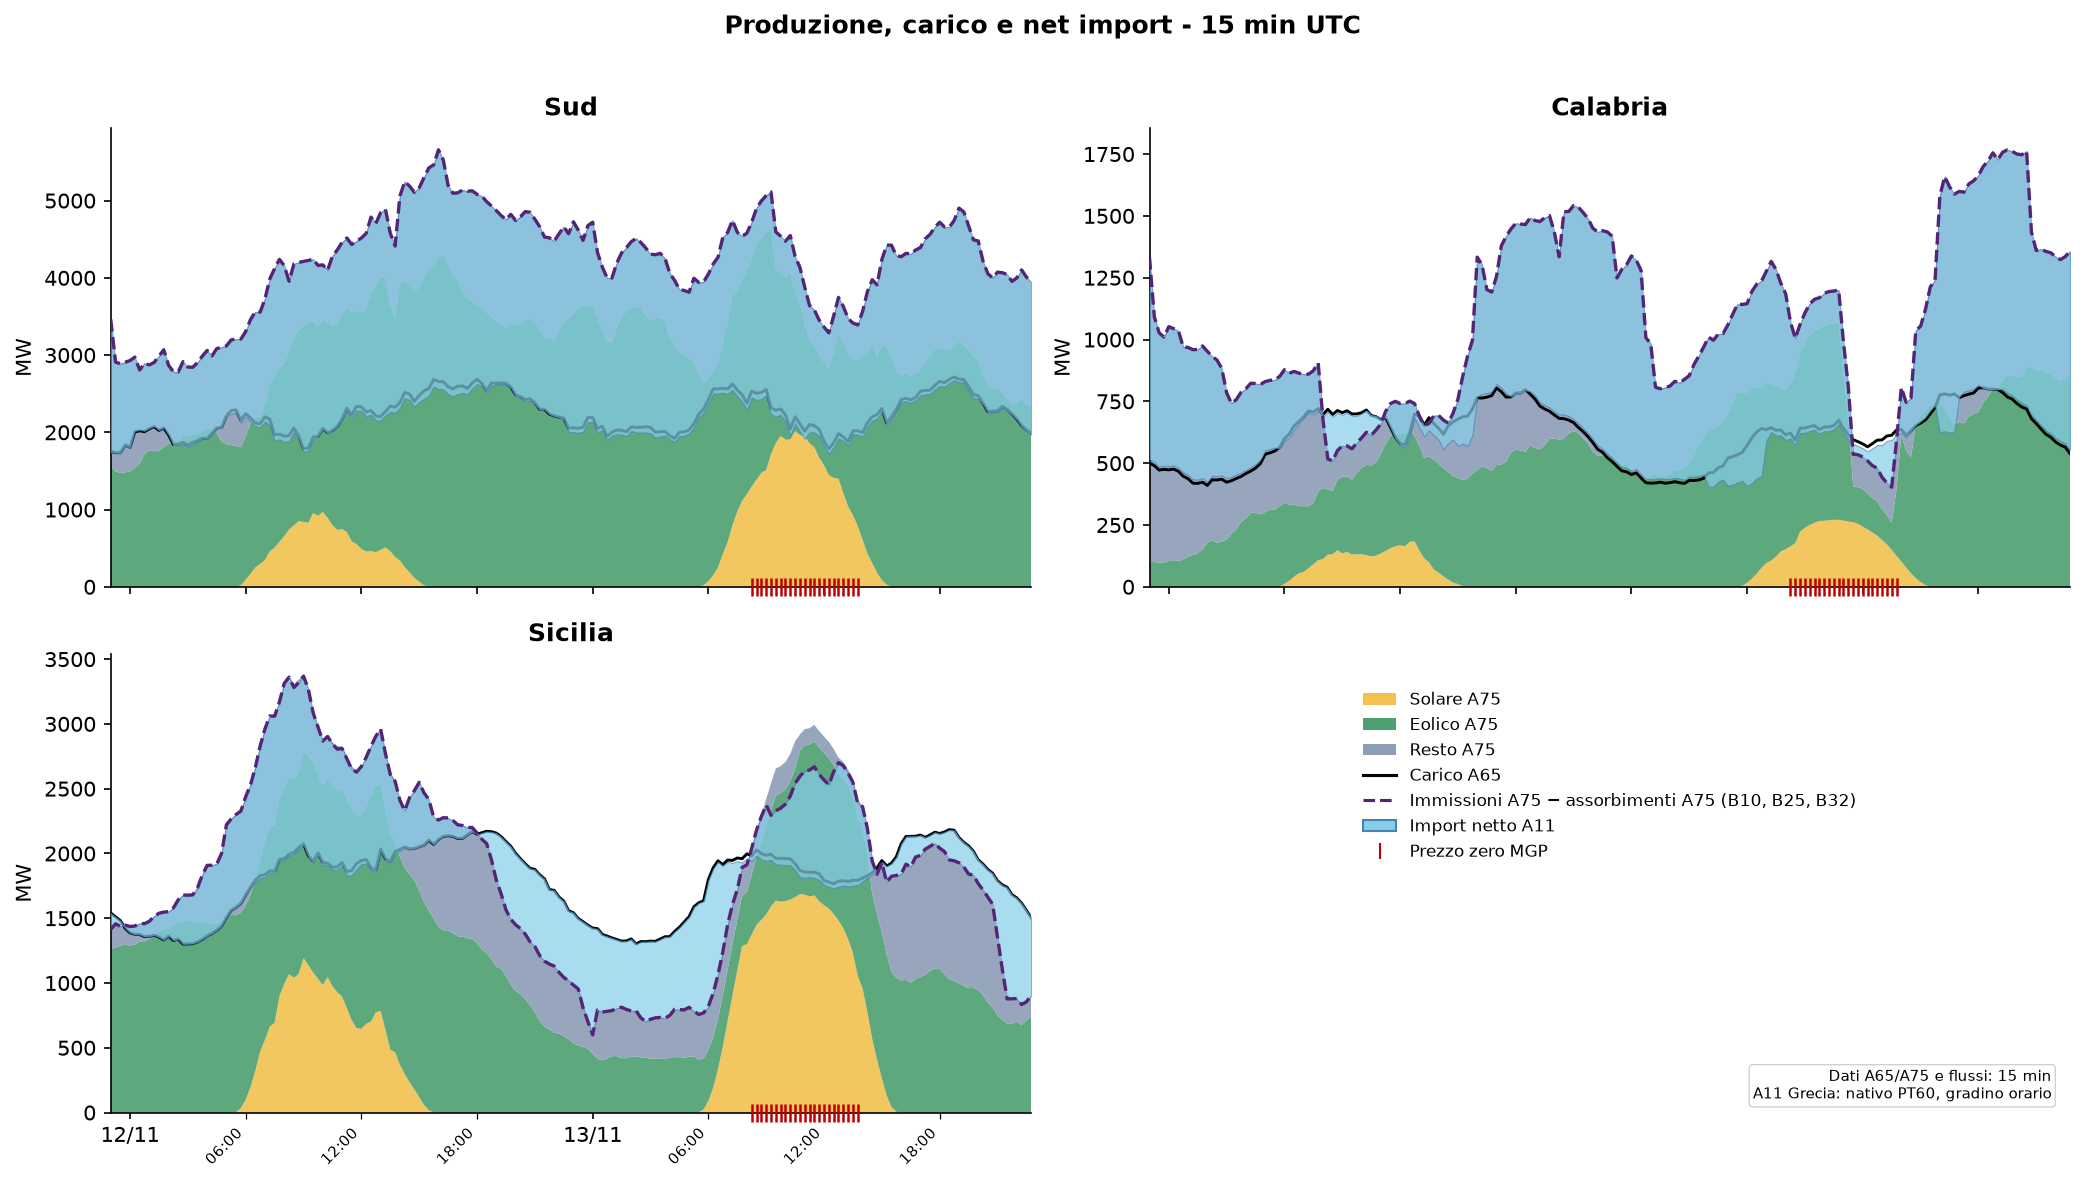 Produzione, carico e net import - 15 min UTC
Sud
MW
5000
4000
3000
2000
1000
0
Calabria
MW
1750
1500
1250
1000
750
500
250
0
Sicilia
MW
3500
3000
2500
2000
1500
1000
500
0
12/11
06:00
12:00
18:00
13/11
06:00
12:00
18:00
Solare A75
Eolico A75
Resto A75
Carico A65
Immissioni A75 − assorbimenti A75 (B10, B25, B32)
Import netto A11
Prezzo zero MGP
Dati A65/A75 e flussi: 15 min
A11 Grecia: nativo PT60, gradino orario